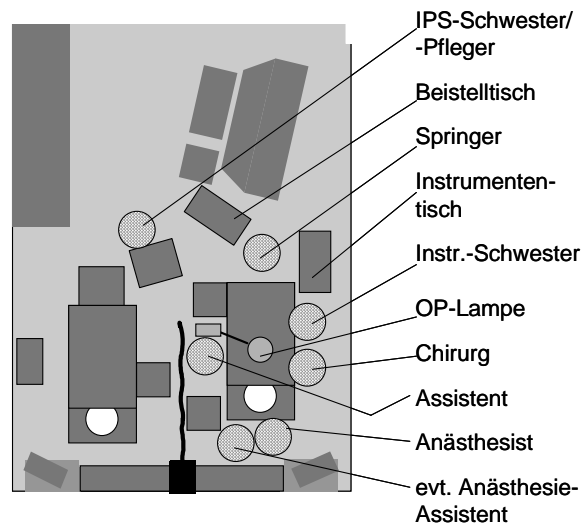 IPS-Schwester/
-Pfleger
Beistelltisch
Springer
Instrumenten-
tisch
Instr.-Schwester
OP-Lampe
Chirurg
Assistent
Anästhesist
evt. Anästhesie-
Assistent